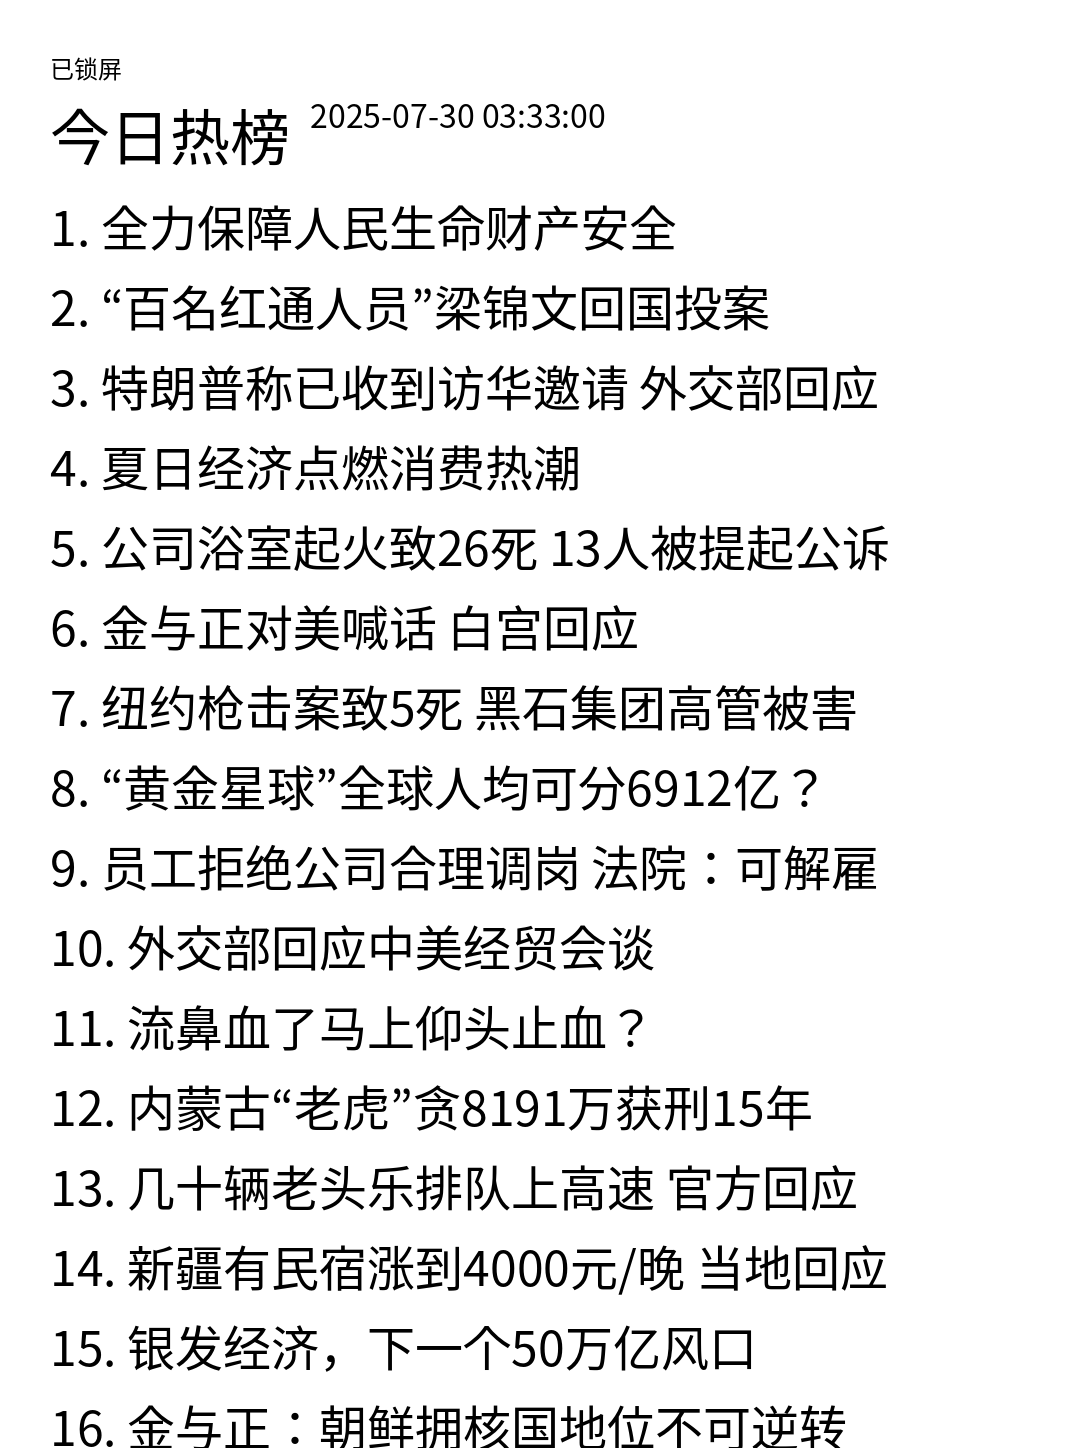 已锁屏
今日热榜 2025-07-30 03:33:00
1. 全力保障人民生命财产安全
2. “百名红通人员”梁锦文回国投案
3. 特朗普称已收到访华邀请 外交部回应
4. 夏日经济点燃消费热潮
5. 公司浴室起火致26死 13人被提起公诉
6. 金与正对美喊话 白宫回应
7. 纽约枪击案致5死 黑石集团高管被害
8. “黄金星球”全球人均可分6912亿？
9. 员工拒绝公司合理调岗 法院：可解雇
10. 外交部回应中美经贸会谈
11. 流鼻血了马上仰头止血？
12. 内蒙古“老虎”贪8191万获刑15年
13. 几十辆老头乐排队上高速 官方回应
14. 新疆有民宿涨到4000元/晚 当地回应
15. 银发经济，下一个50万亿风口
16. 金与正：朝鲜拥核国地位不可逆转